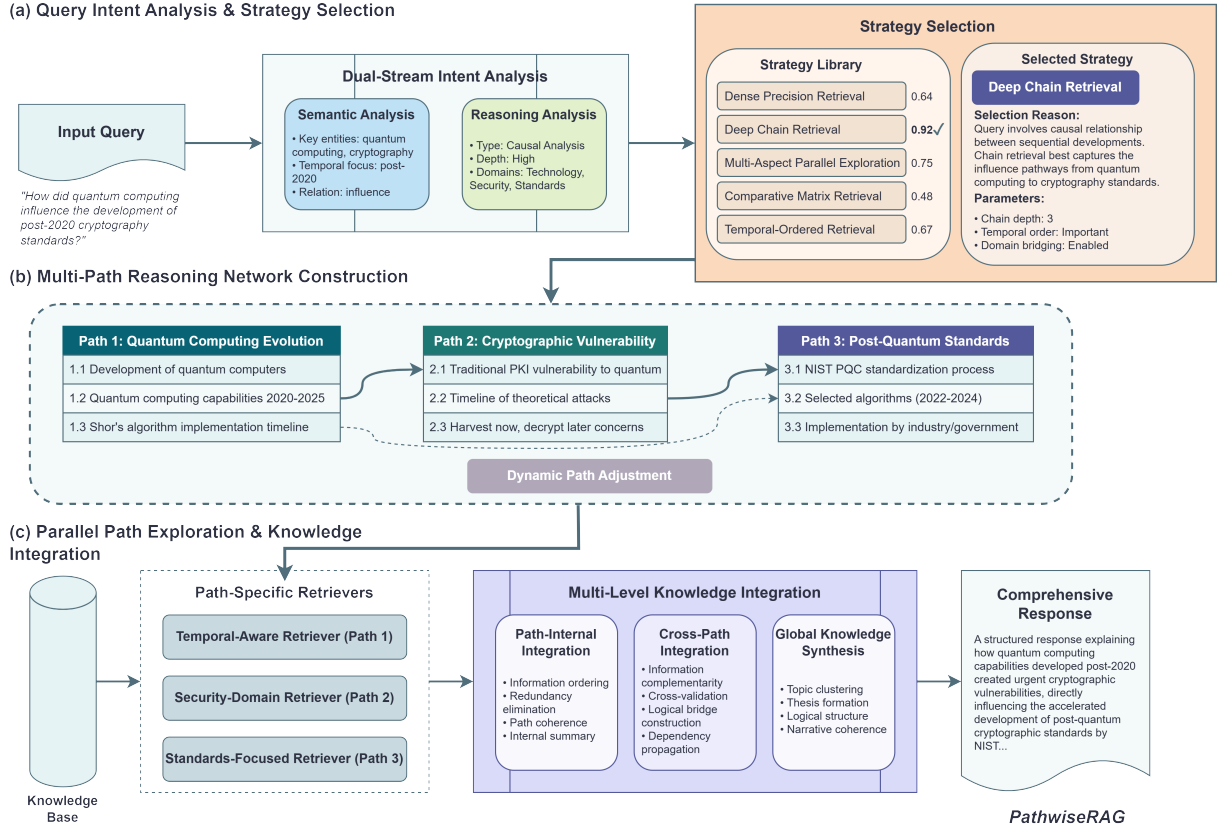 (a) Query Intent Analysis & Strategy Selection
Input Query
"How did quantum computing
influence the development of
post-2020 cryptography
standards?"
Dual-Stream Intent Analysis
Semantic Analysis
• Key entities: quantum
computing, cryptography
• Temporal focus: post-
2020
• Relation: influence
Reasoning Analysis
• Type: Causal Analysis
• Depth: High
• Domains: Technology,
Security, Standards
Strategy Selection
Strategy Library
Dense Precision Retrieval 0.64
Deep Chain Retrieval 0.92✓
Multi-Aspect Parallel Exploration 0.75
Comparative Matrix Retrieval 0.48
Temporal-Ordered Retrieval 0.67
Selected Strategy
Deep Chain Retrieval
Selection Reason:
Query involves causal relationship
between sequential developments.
Chain retrieval best captures the
influence pathways from quantum
computing to cryptography standards.
Parameters:
• Chain depth: 3
• Temporal order: Important
• Domain bridging: Enabled
(b) Multi-Path Reasoning Network Construction
Path 1: Quantum Computing Evolution
1.1 Development of quantum computers
1.2 Quantum computing capabilities 2020-2025
1.3 Shor's algorithm implementation timeline
Path 2: Cryptographic Vulnerability
2.1 Traditional PKI vulnerability to quantum
2.2 Timeline of theoretical attacks
2.3 Harvest now, decrypt later concerns
Path 3: Post-Quantum Standards
3.1 NIST PQC standardization process
3.2 Selected algorithms (2022-2024)
3.3 Implementation by industry/government
Dynamic Path Adjustment
(c) Parallel Path Exploration & Knowledge
Integration
Knowledge
Base
Path-Specific Retrievers
Temporal-Aware Retriever (Path 1)
Security-Domain Retriever (Path 2)
Standards-Focused Retriever (Path 3)
Multi-Level Knowledge Integration
Path-Internal
Integration
• Information ordering
• Redundancy
elimination
• Path coherence
• Internal summary
Cross-Path
Integration
• Information
complementarity
• Cross-validation
• Logical bridge
construction
• Dependency
propagation
Global Knowledge
Synthesis
• Topic clustering
• Thesis formation
• Logical structure
• Narrative coherence
Comprehensive
Response
A structured response explaining
how quantum computing
capabilities developed post-2020
created urgent cryptographic
vulnerabilities, directly
influencing the accelerated
development of post-quantum
cryptographic standards by
NIST...
PathwiseRAG